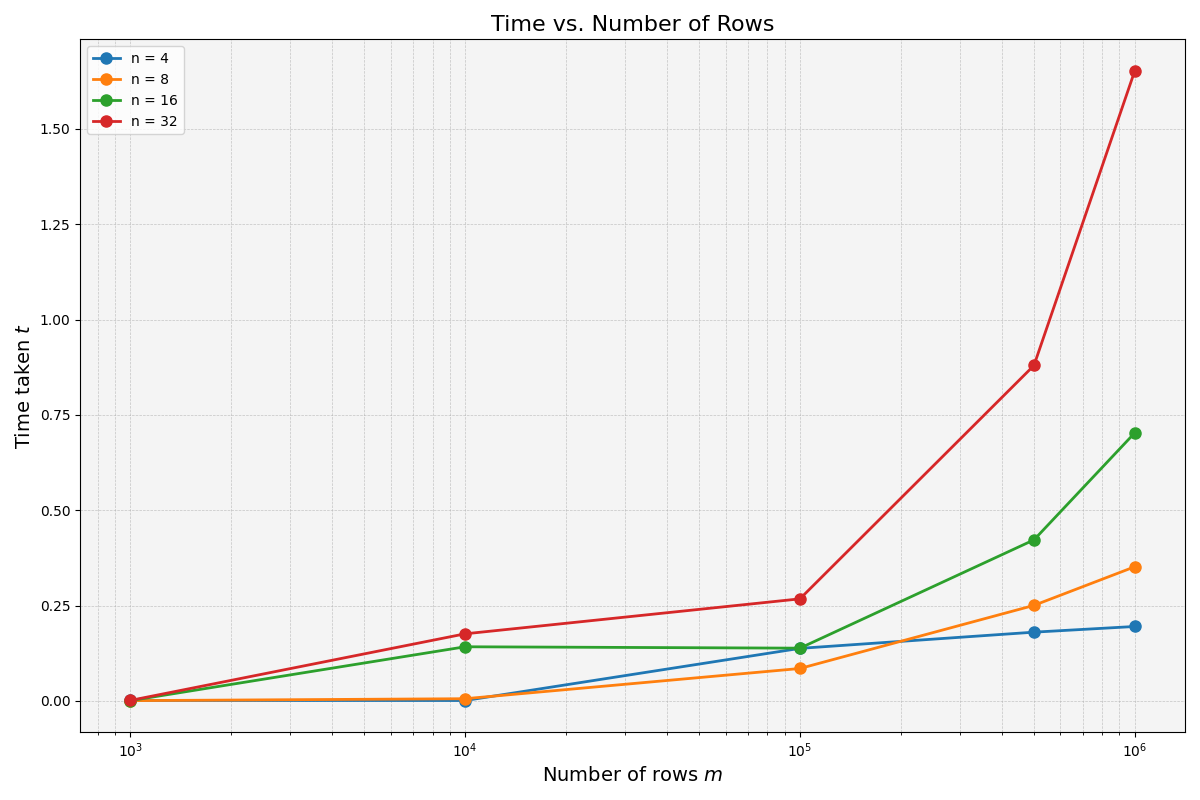 Time vs. Number of Rows
n = 4
n = 8
n = 16
n = 32
Time taken t
1.50
1.25
1.00
0.75
0.50
0.25
0.00
10³
10⁴
10⁵
10⁶
Number of rows m